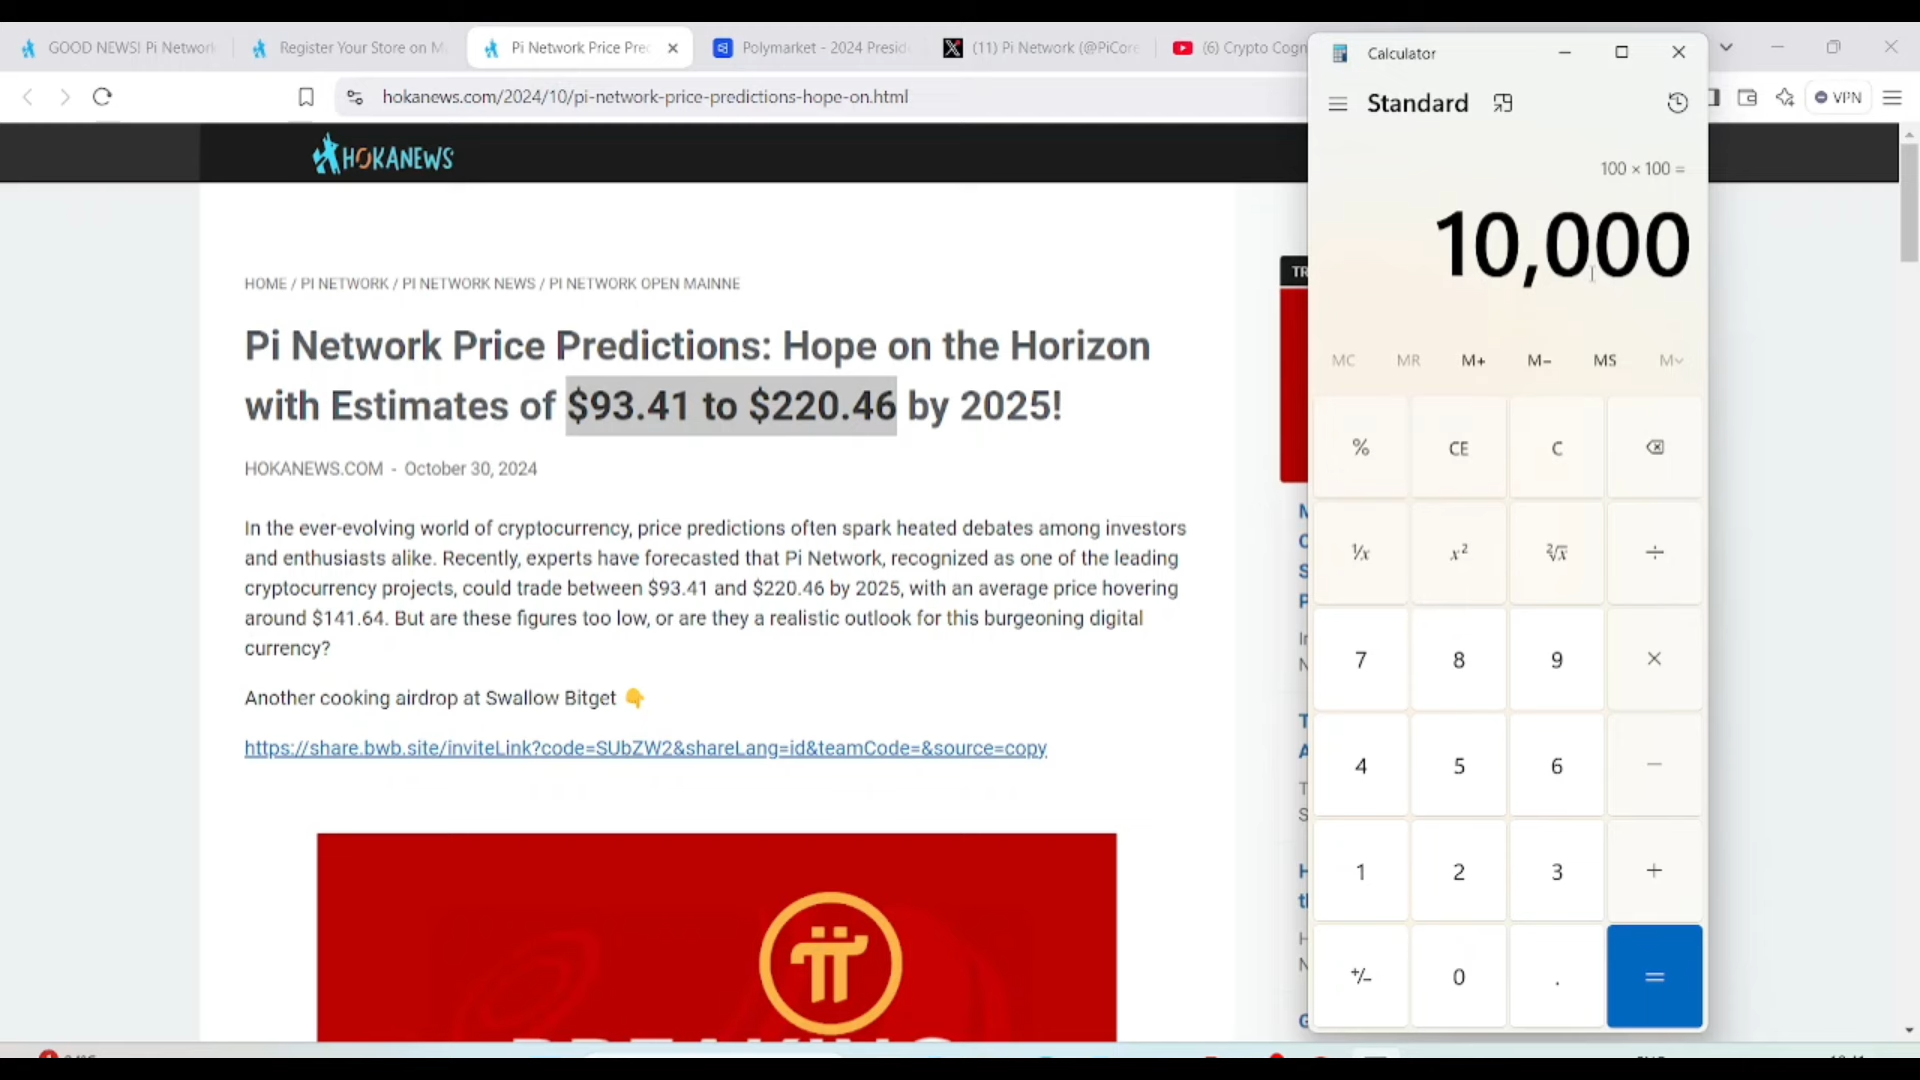 GOOD NEWS! Pi Networ
Register Your Store on M
Pi Network Price Pre
Polymarket - 2024 Presid
(11) Pi Network (@PiCore
(6) Crypto Cogn
hokanews.com/2024/10/pi-network-price-predictions-hope-on.html
VPN
HOKANEWS
HOME / PI NETWORK / PI NETWORK NEWS / PI NETWORK OPEN MAINNE
Pi Network Price Predictions: Hope on the Horizon
with Estimates of $93.41 to $220.46 by 2025!
HOKANEWS.COM - October 30, 2024
In the ever-evolving world of cryptocurrency, price predictions often spark heated debates among investors
and enthusiasts alike. Recently, experts have forecasted that Pi Network, recognized as one of the leading
cryptocurrency projects, could trade between $93.41 and $220.46 by 2025, with an average price hovering
around $141.64. But are these figures too low, or are they a realistic outlook for this burgeoning digital
currency?
Another cooking airdrop at Swallow Bitget 👇
https://share.bwb.site/inviteLink?code=SUbZW2&shareLang=id&teamCode=&source=copy
BREAKING
TR
Calculator
Standard
100 × 100 =
10,000
MC MR M+ M- MS M
% CE C
1/x x² ²√x ÷
7 8 9 ×
4 5 6 −
1 2 3 +
+/- 0 . =